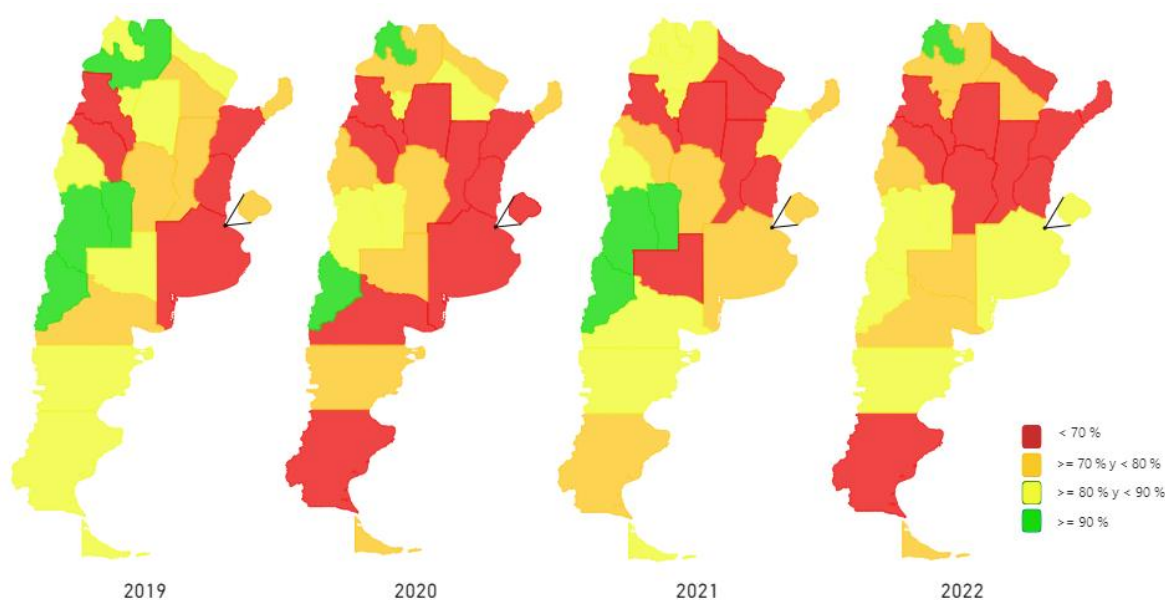 < 70 %
>= 70 % y < 80 %
>= 80 % y < 90 %
>= 90 %
2019 2020 2021 2022